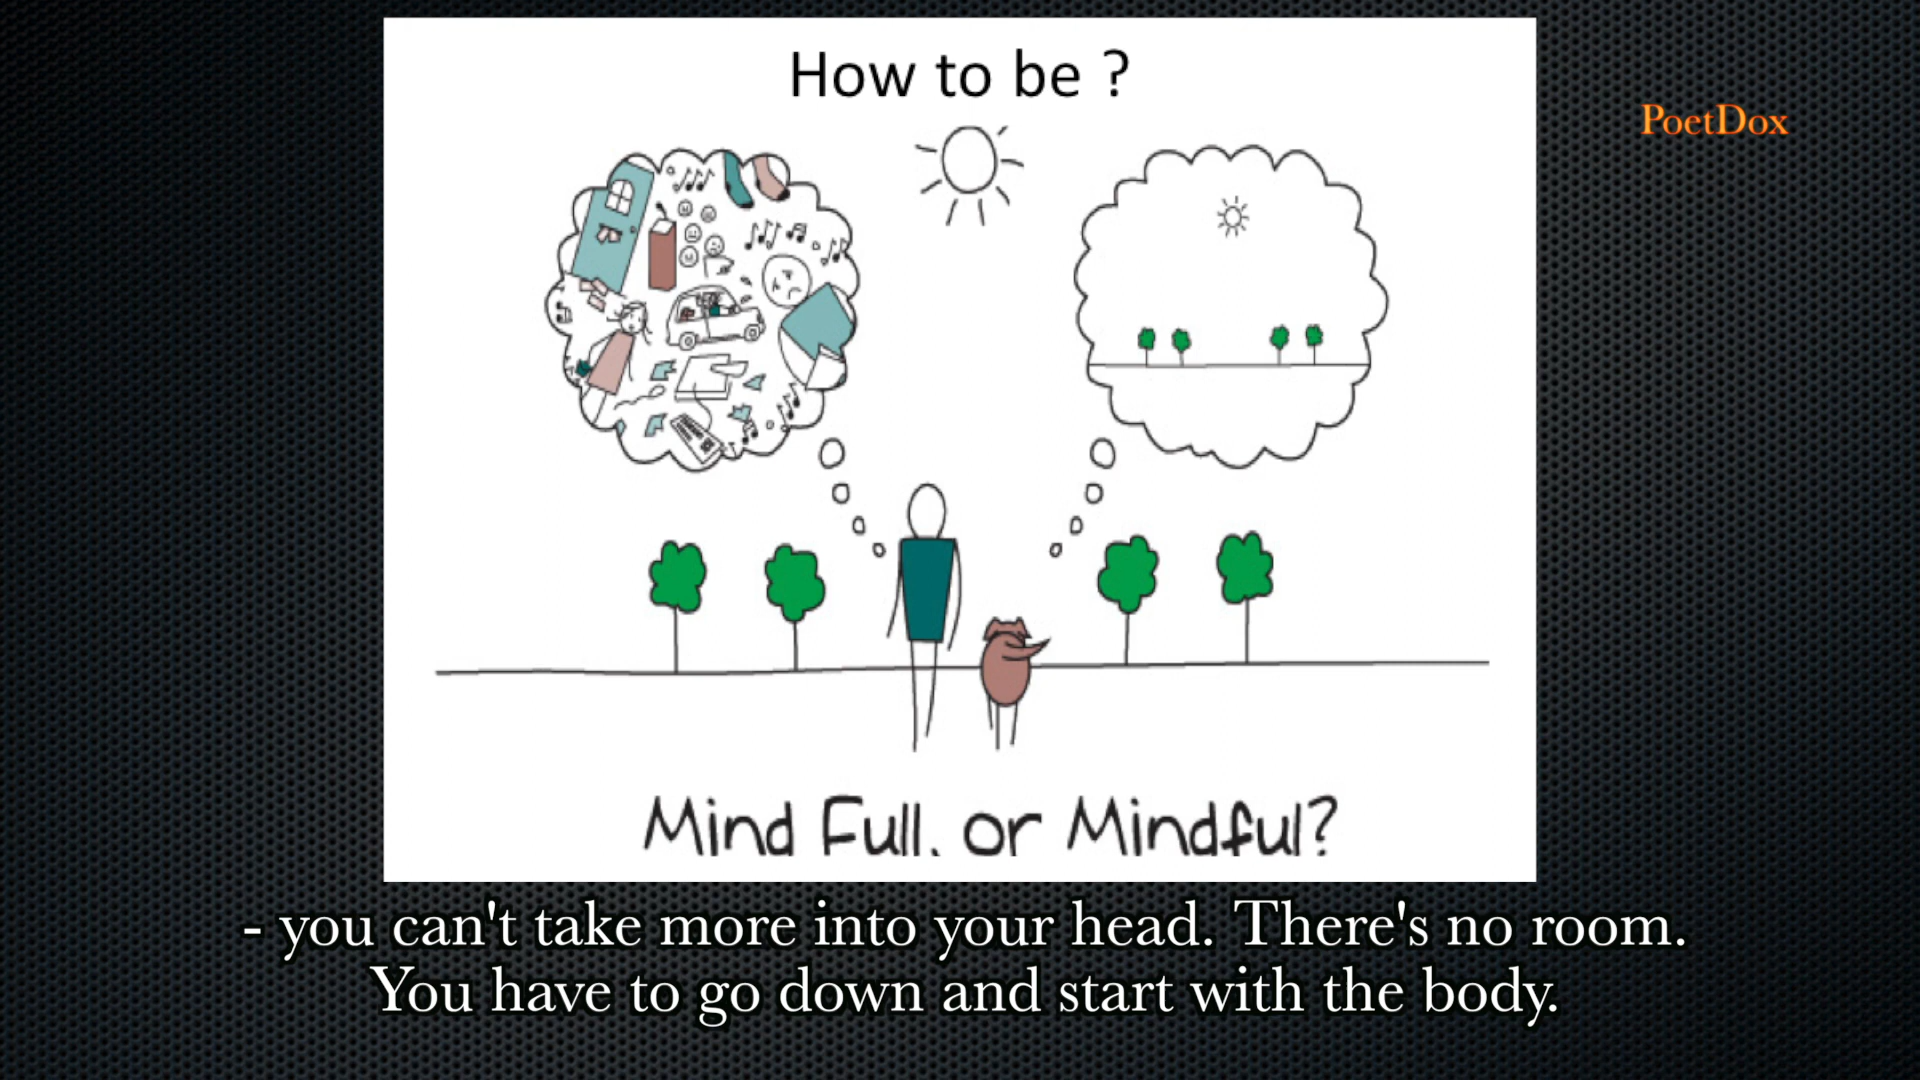 How to be ?
PoetDox
Mind Full, or Mindful?
- you can't take more into your head. There's no room.
You have to go down and start with the body.